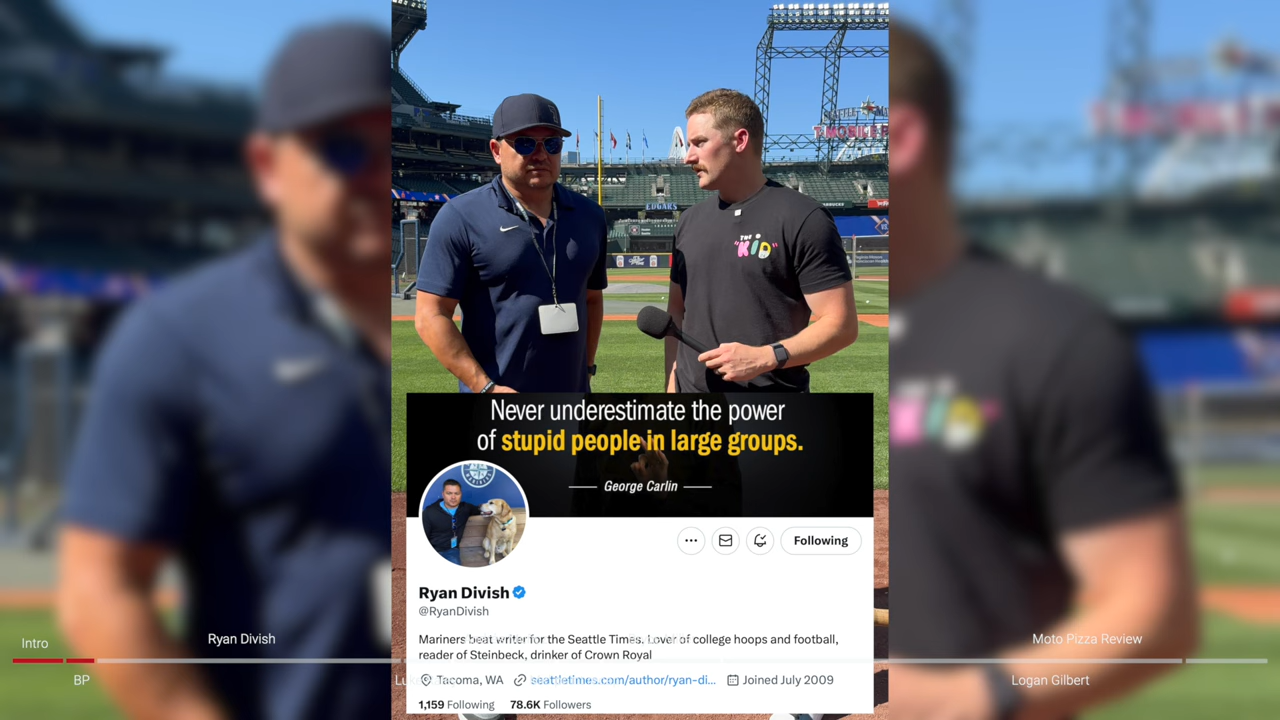 T MOBILE
EDGARS
THE
"KiD"
Never underestimate the power
of stupid people in large groups.
George Carlin
Following
Ryan Divish
@RyanDivish
Mariners beat writer for the Seattle Times. Lover of college hoops and football,
reader of Steinbeck, drinker of Crown Royal
Tacoma, WA
seattletimes.com/author/ryan-di...
Joined July 2009
1,159 Following 78.6K Followers
Intro
Ryan Divish
Moto Pizza Review
BP
Logan Gilbert